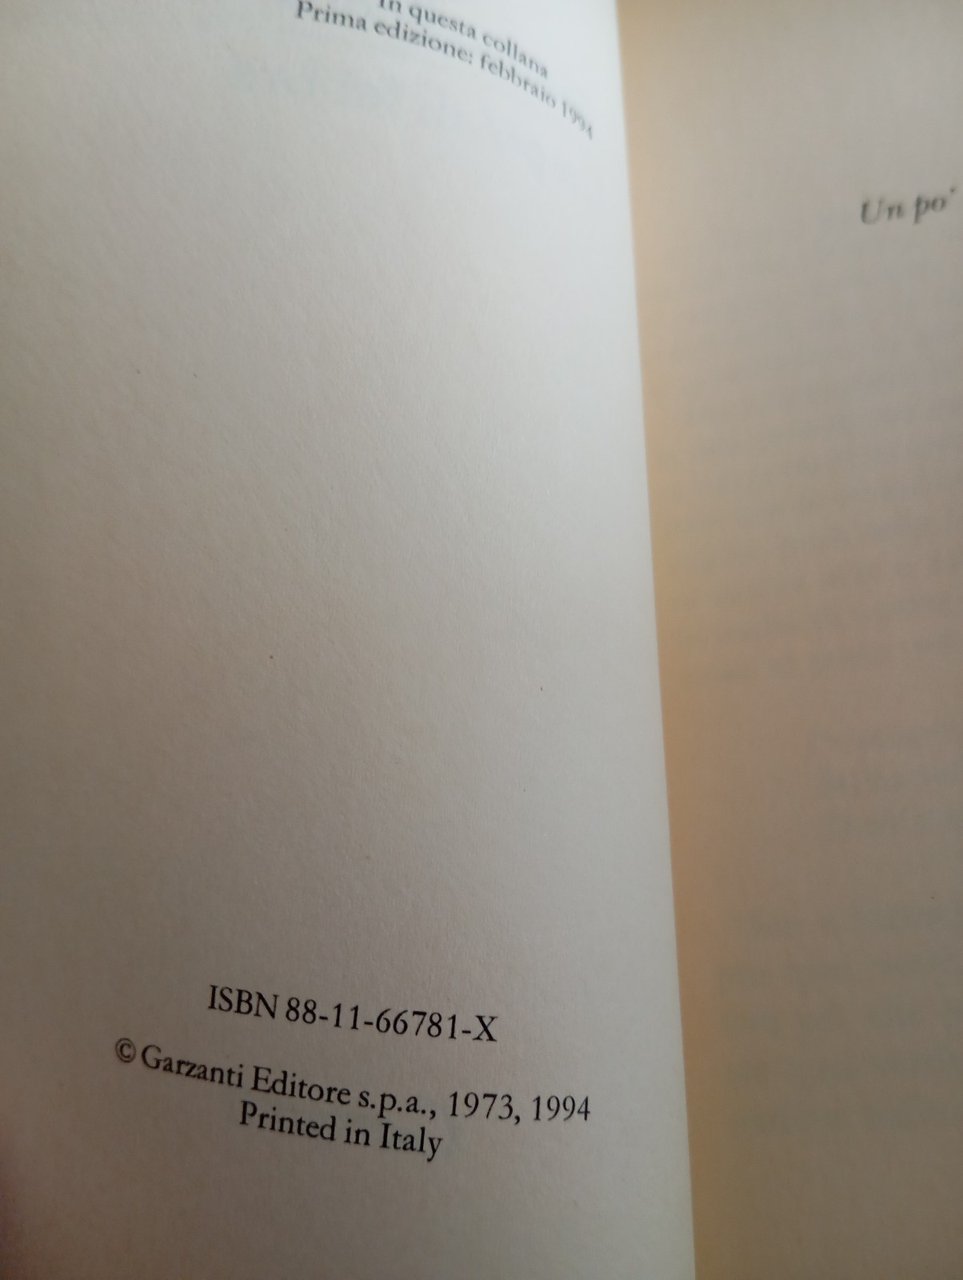 In questa collana
Prima edizione: febbraio 1994
ISBN 88-11-66781-X
© Garzanti Editore s.p.a., 1973, 1994
Printed in Italy
Un po'